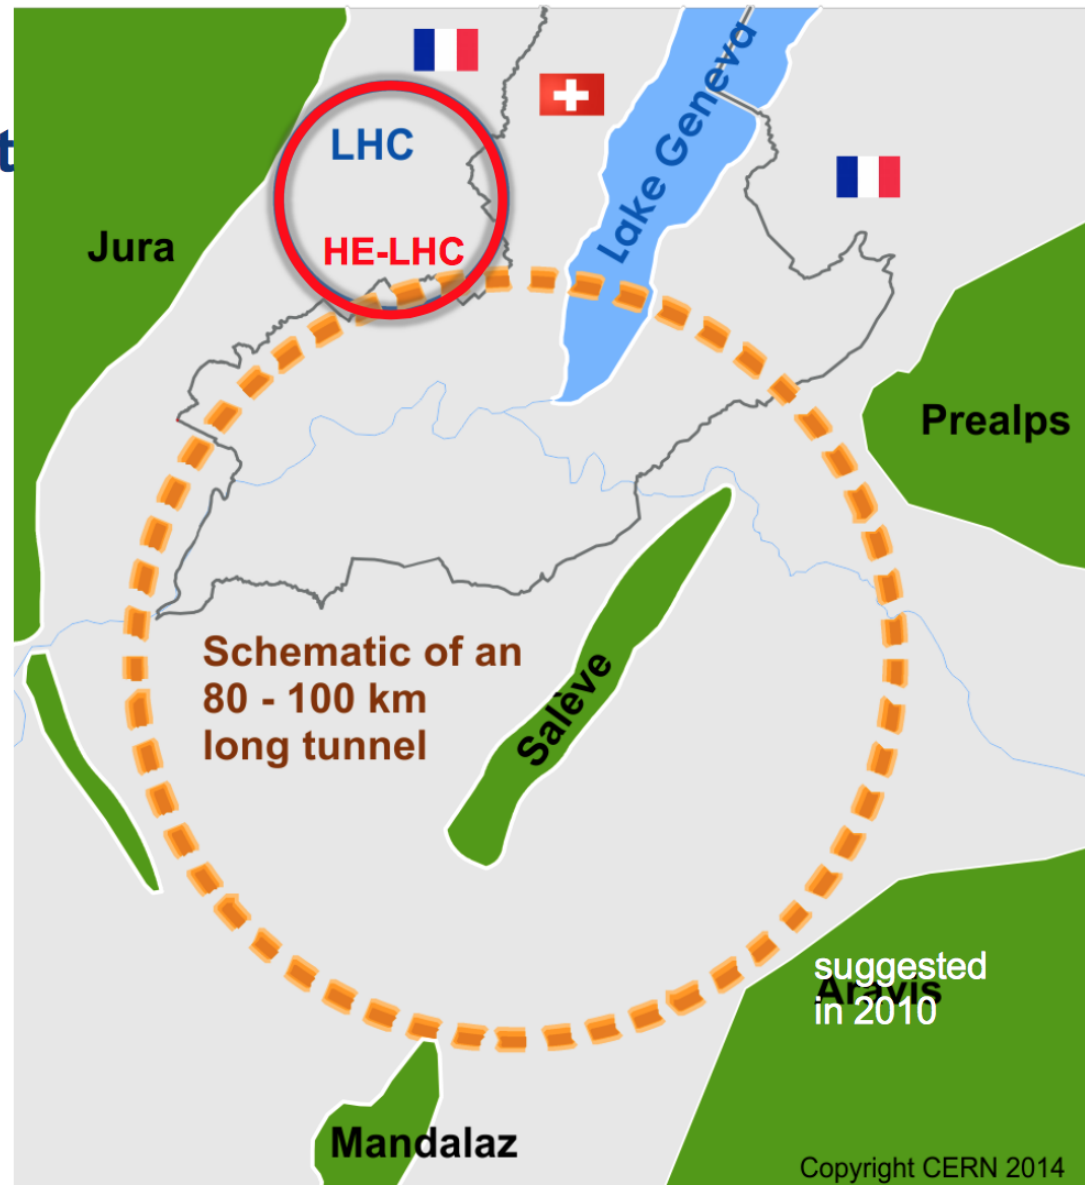 t
LHC
Lake Geneva
HE-LHC
Jura
Prealps
Schematic of an
80 - 100 km
long tunnel
Salève
suggested
Aravis
in 2010
Mandalaz
Copyright CERN 2014